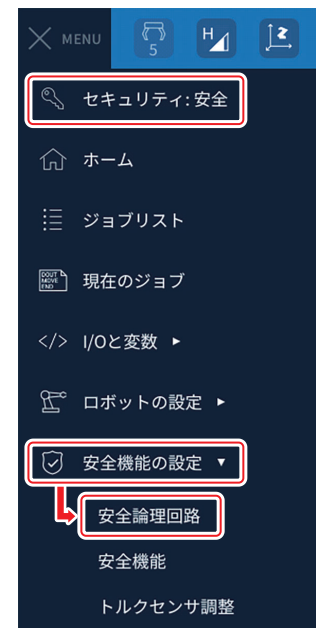 MENU
5
H
Z
セキュリティ: 安全
ホーム
ジョブリスト
DOUT
MOVE
END
現在のジョブ
</> I/Oと変数 ▸
ロボットの設定 ▸
安全機能の設定 ▾
安全論理回路
安全機能
トルクセンサ調整